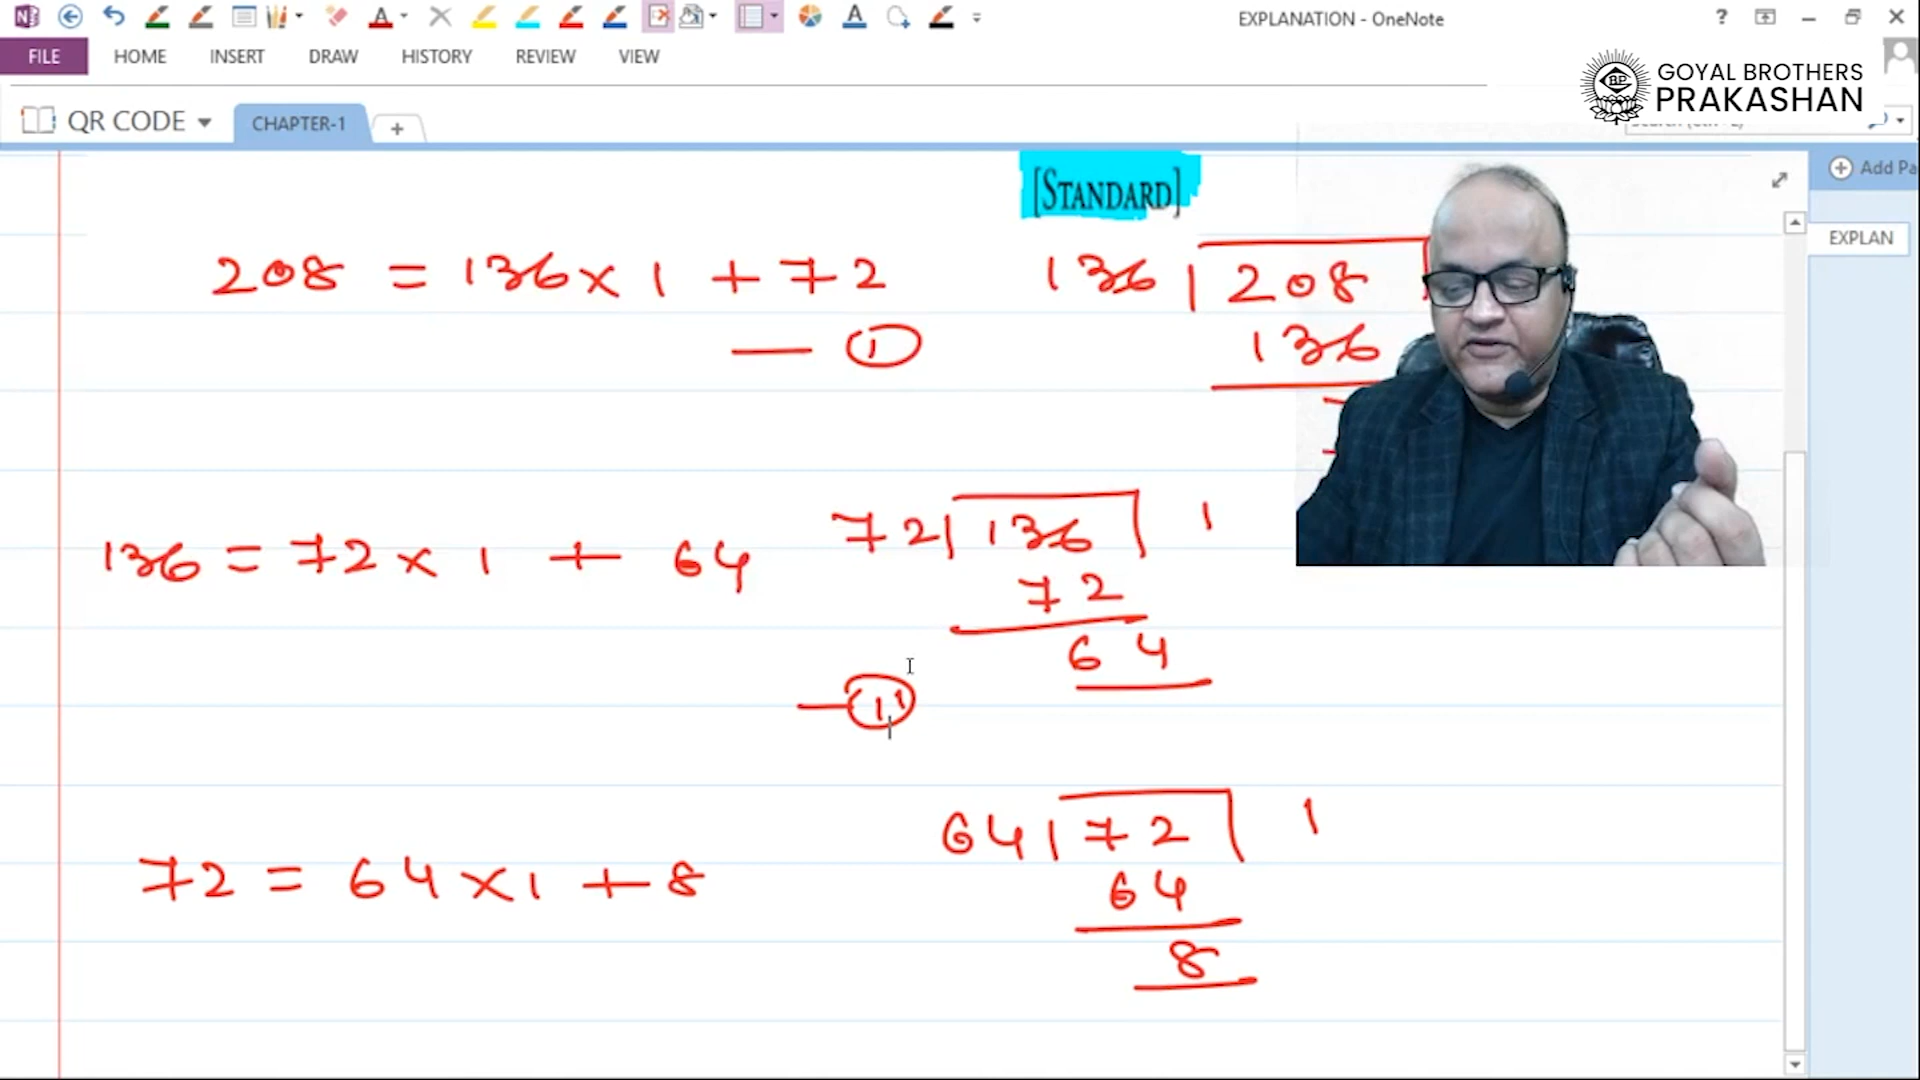 EXPLANATION - OneNote
?
FILE HOME INSERT DRAW HISTORY REVIEW VIEW
BP
GOYAL BROTHERS
PRAKASHAN
QR CODE
CHAPTER-1
+
Add Pa
EXPLAN
[STANDARD]
208 = 136 x 1 + 72
— 1
136 208
136
136 = 72 x 1 + 64
72 136 1
72
64
— 11
72 = 64 x 1 + 8
64 72 1
64
8